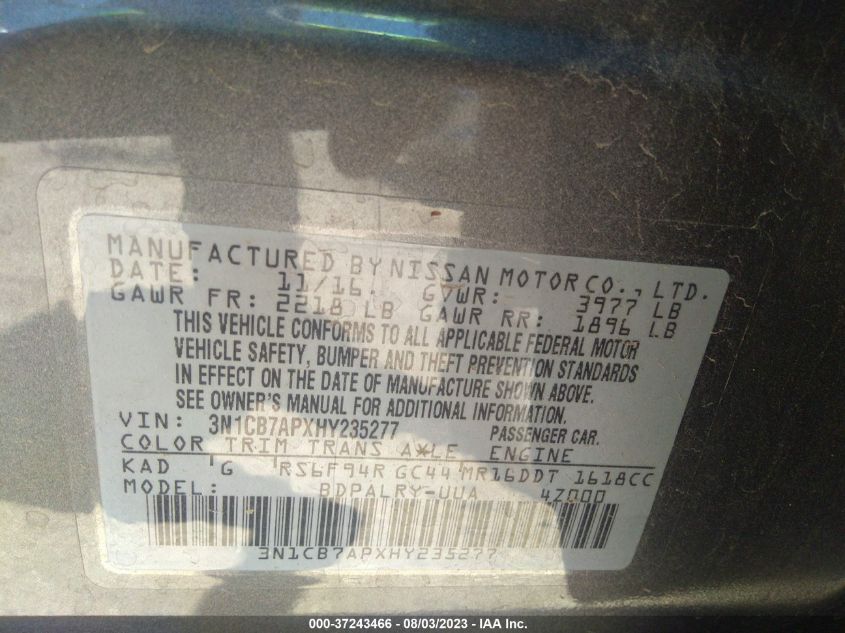 MANUFACTURED BY NISSAN MOTOR CO., LTD.
DATE: 11/16. GVWR: 3977 LB
GAWR FR: 2218 LB GAWR RR: 1896 LB
THIS VEHICLE CONFORMS TO ALL APPLICABLE FEDERAL MOTOR
VEHICLE SAFETY, BUMPER AND THEFT PREVENTION STANDARDS
IN EFFECT ON THE DATE OF MANUFACTURE SHOWN ABOVE.
SEE OWNER'S MANUAL FOR ADDITIONAL INFORMATION.
VIN: 3N1CB7APXHY235277 PASSENGER CAR.
COLOR TRIM TRANS AXLE ENGINE
KAD G RS6F94R GC44 MR16DDT 1618CC
MODEL: BDPALRY-UUA 4Z000
3N1CB7APXHY235277
000-37243466 - 08/03/2023 - IAA Inc.